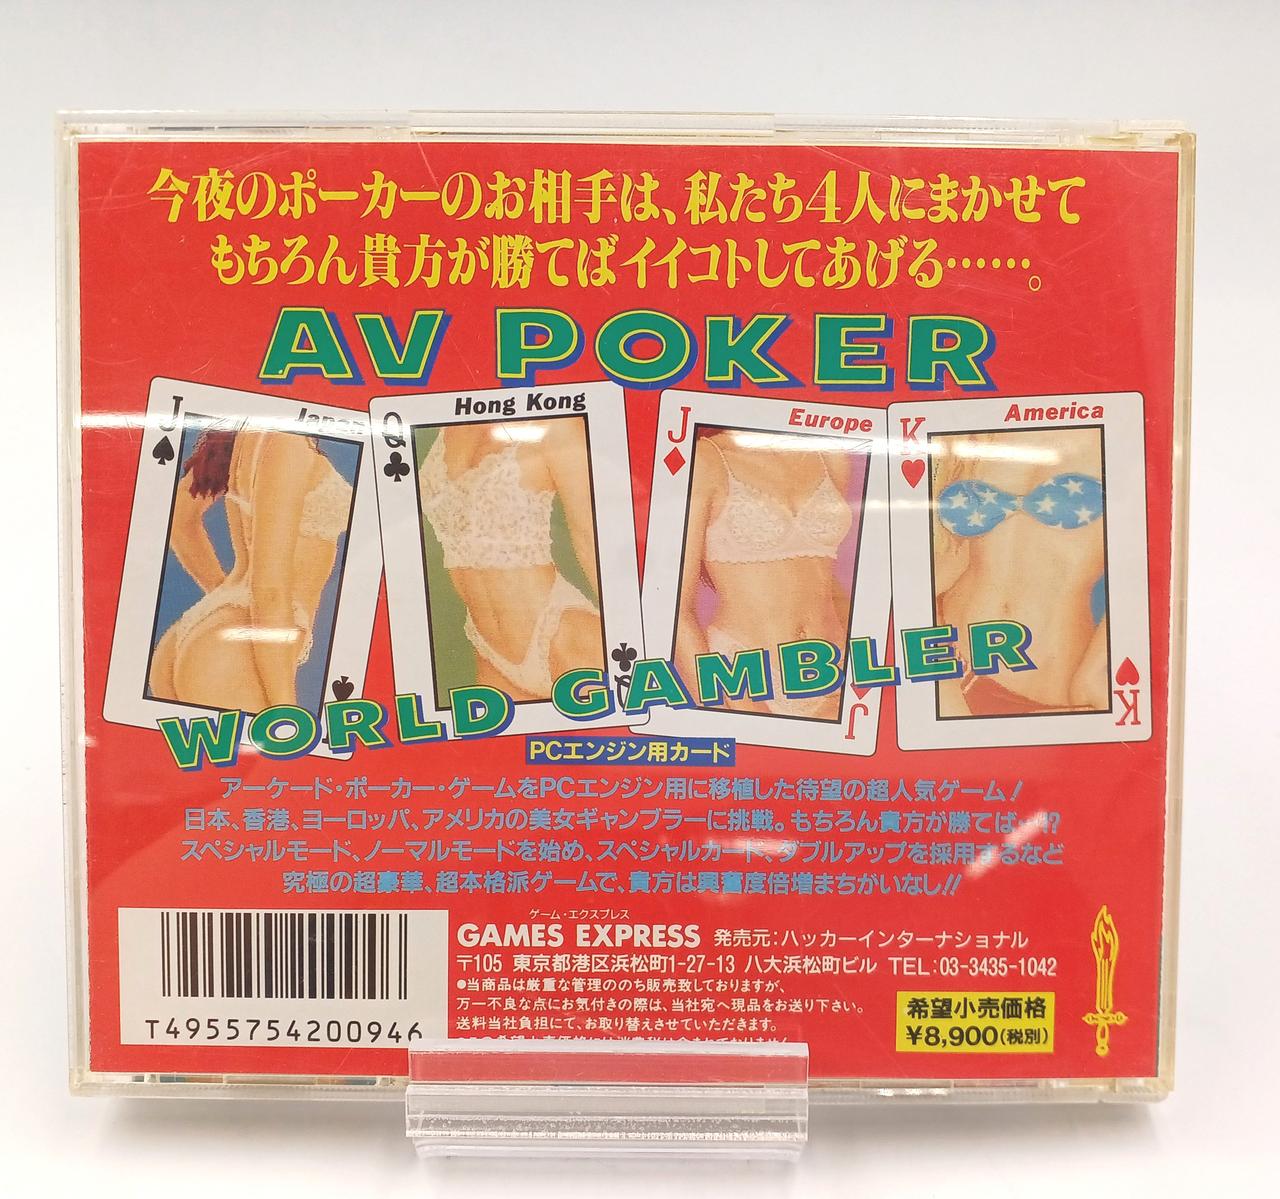 今夜のポーカーのお相手は、私たち4人にまかせて
もちろん貴方が勝てばイイコトしてあげる……。
AV POKER
J Japan
Q Hong Kong
J Europe
K America
J
K
WORLD GAMBLER
PCエンジン用カード
アーケード・ポーカー・ゲームをPCエンジン用に移植した待望の超人気ゲーム!
日本、香港、ヨーロッパ、アメリカの美女ギャンブラーに挑戦。もちろん貴方が勝てば…!?
スペシャルモード、ノーマルモードを始め、スペシャルカード、ダブルアップを採用するなど
究極の超豪華、超本格派ゲームで、貴方は興奮度倍増まちがいなし!!
T4955754200946
ゲーム・エクスプレス
GAMES EXPRESS 発売元:ハッカーインターナショナル
〒105 東京都港区浜松町1-27-13 八大浜松町ビル TEL:03-3435-1042
●当商品は厳重な管理ののち販売致しておりますが、
万一不良な点にお気付きの際は、当社宛へ現品をお送り下さい。
送料当社負担にて、お取り替えさせていただきます。
希望小売価格
¥8,900(税別)